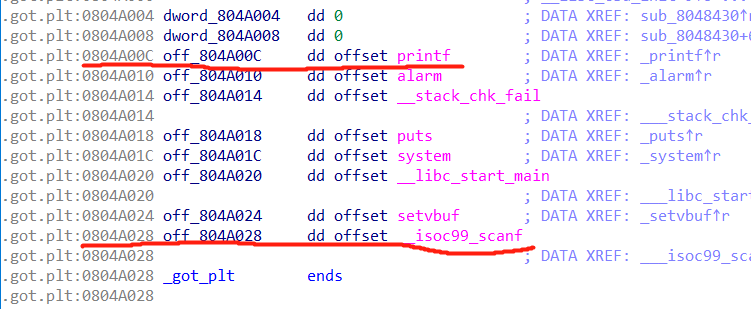 .got.plt:0804A004 dword_804A004 dd 0 ; DATA XREF: sub_8048430↑r
.got.plt:0804A008 dword_804A008 dd 0 ; DATA XREF: sub_8048430+6
.got.plt:0804A00C off_804A00C dd offset printf ; DATA XREF: _printf↑r
.got.plt:0804A010 off_804A010 dd offset alarm ; DATA XREF: _alarm↑r
.got.plt:0804A014 off_804A014 dd offset __stack_chk_fail
.got.plt:0804A014 ; DATA XREF: ___stack_chk_
.got.plt:0804A018 off_804A018 dd offset puts ; DATA XREF: _puts↑r
.got.plt:0804A01C off_804A01C dd offset system ; DATA XREF: _system↑r
.got.plt:0804A020 off_804A020 dd offset __libc_start_main
.got.plt:0804A020 ; DATA XREF: ___libc_star
.got.plt:0804A024 off_804A024 dd offset setvbuf ; DATA XREF: _setvbuf↑r
.got.plt:0804A028 off_804A028 dd offset __isoc99_scanf
.got.plt:0804A028 ; DATA XREF: ___isoc99_sc
.got.plt:0804A028 _got_plt ends
.got.plt:0804A028